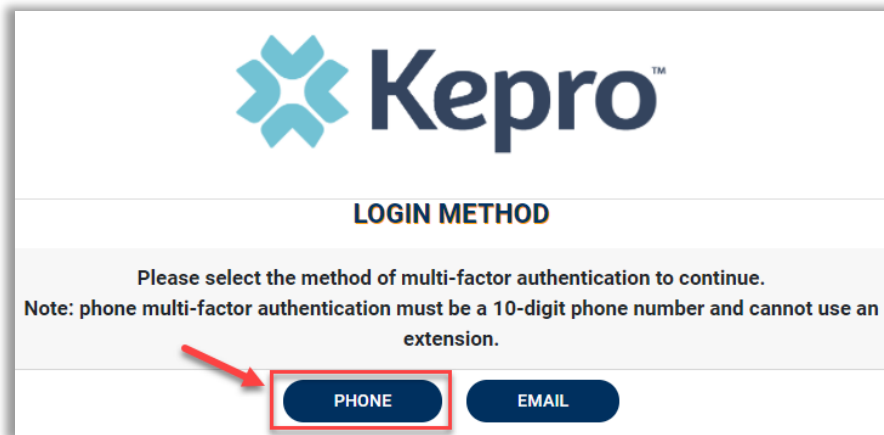 Kepro™
LOGIN METHOD
Please select the method of multi-factor authentication to continue.
Note: phone multi-factor authentication must be a 10-digit phone number and cannot use an
extension.
PHONE EMAIL